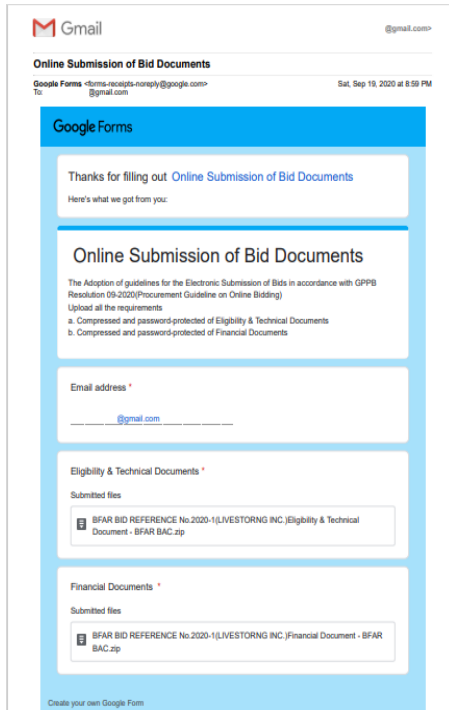 Gmail
@gmail.com>
Online Submission of Bid Documents
Google Forms <forms-receipts-noreply@google.com>
Sat, Sep 19, 2020 at 8:59 PM
To: @gmail.com
Google Forms
Thanks for filling out Online Submission of Bid Documents
Here's what we got from you:
Online Submission of Bid Documents
The Adoption of guidelines for the Electronic Submission of Bids in accordance with GPPB
Resolution 09-2020(Procurement Guideline on Online Bidding)
Upload all the requirements
a. Compressed and password-protected of Eligibility & Technical Documents
b. Compressed and password-protected of Financial Documents
Email address *
@gmail.com
Eligibility & Technical Documents *
Submitted files
BFAR BID REFERENCE No.2020-1(LIVESTORNG INC.)Eligibility & Technical
Document - BFAR BAC.zip
Financial Documents *
Submitted files
BFAR BID REFERENCE No.2020-1(LIVESTORNG INC.)Financial Document - BFAR
BAC.zip
Create your own Google Form